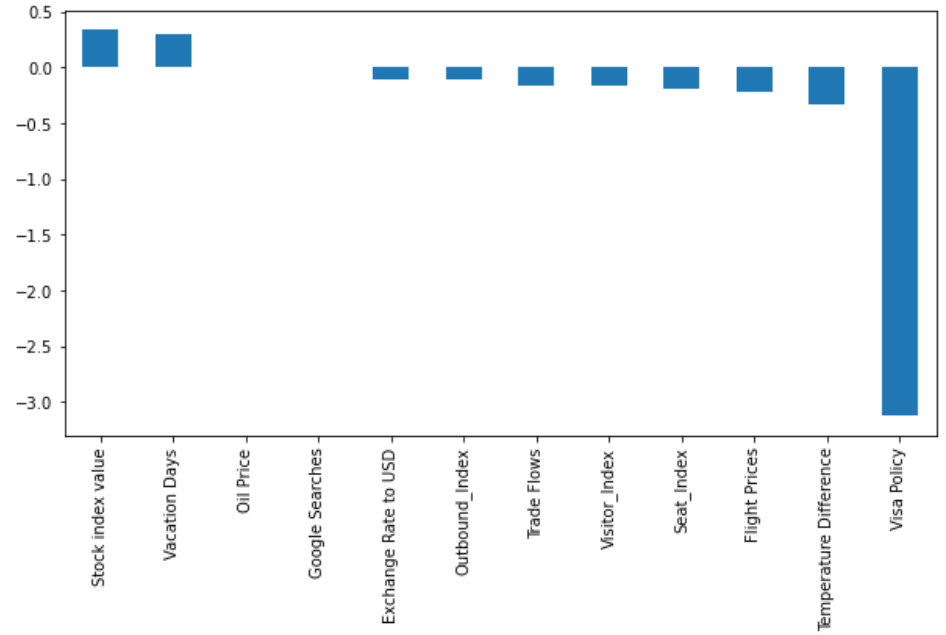 0.5
0.0
−0.5
−1.0
−1.5
−2.0
−2.5
−3.0
Stock index value
Vacation Days
Oil Price
Google Searches
Exchange Rate to USD
Outbound_Index
Trade Flows
Visitor_Index
Seat_Index
Flight Prices
Temperature Difference
Visa Policy